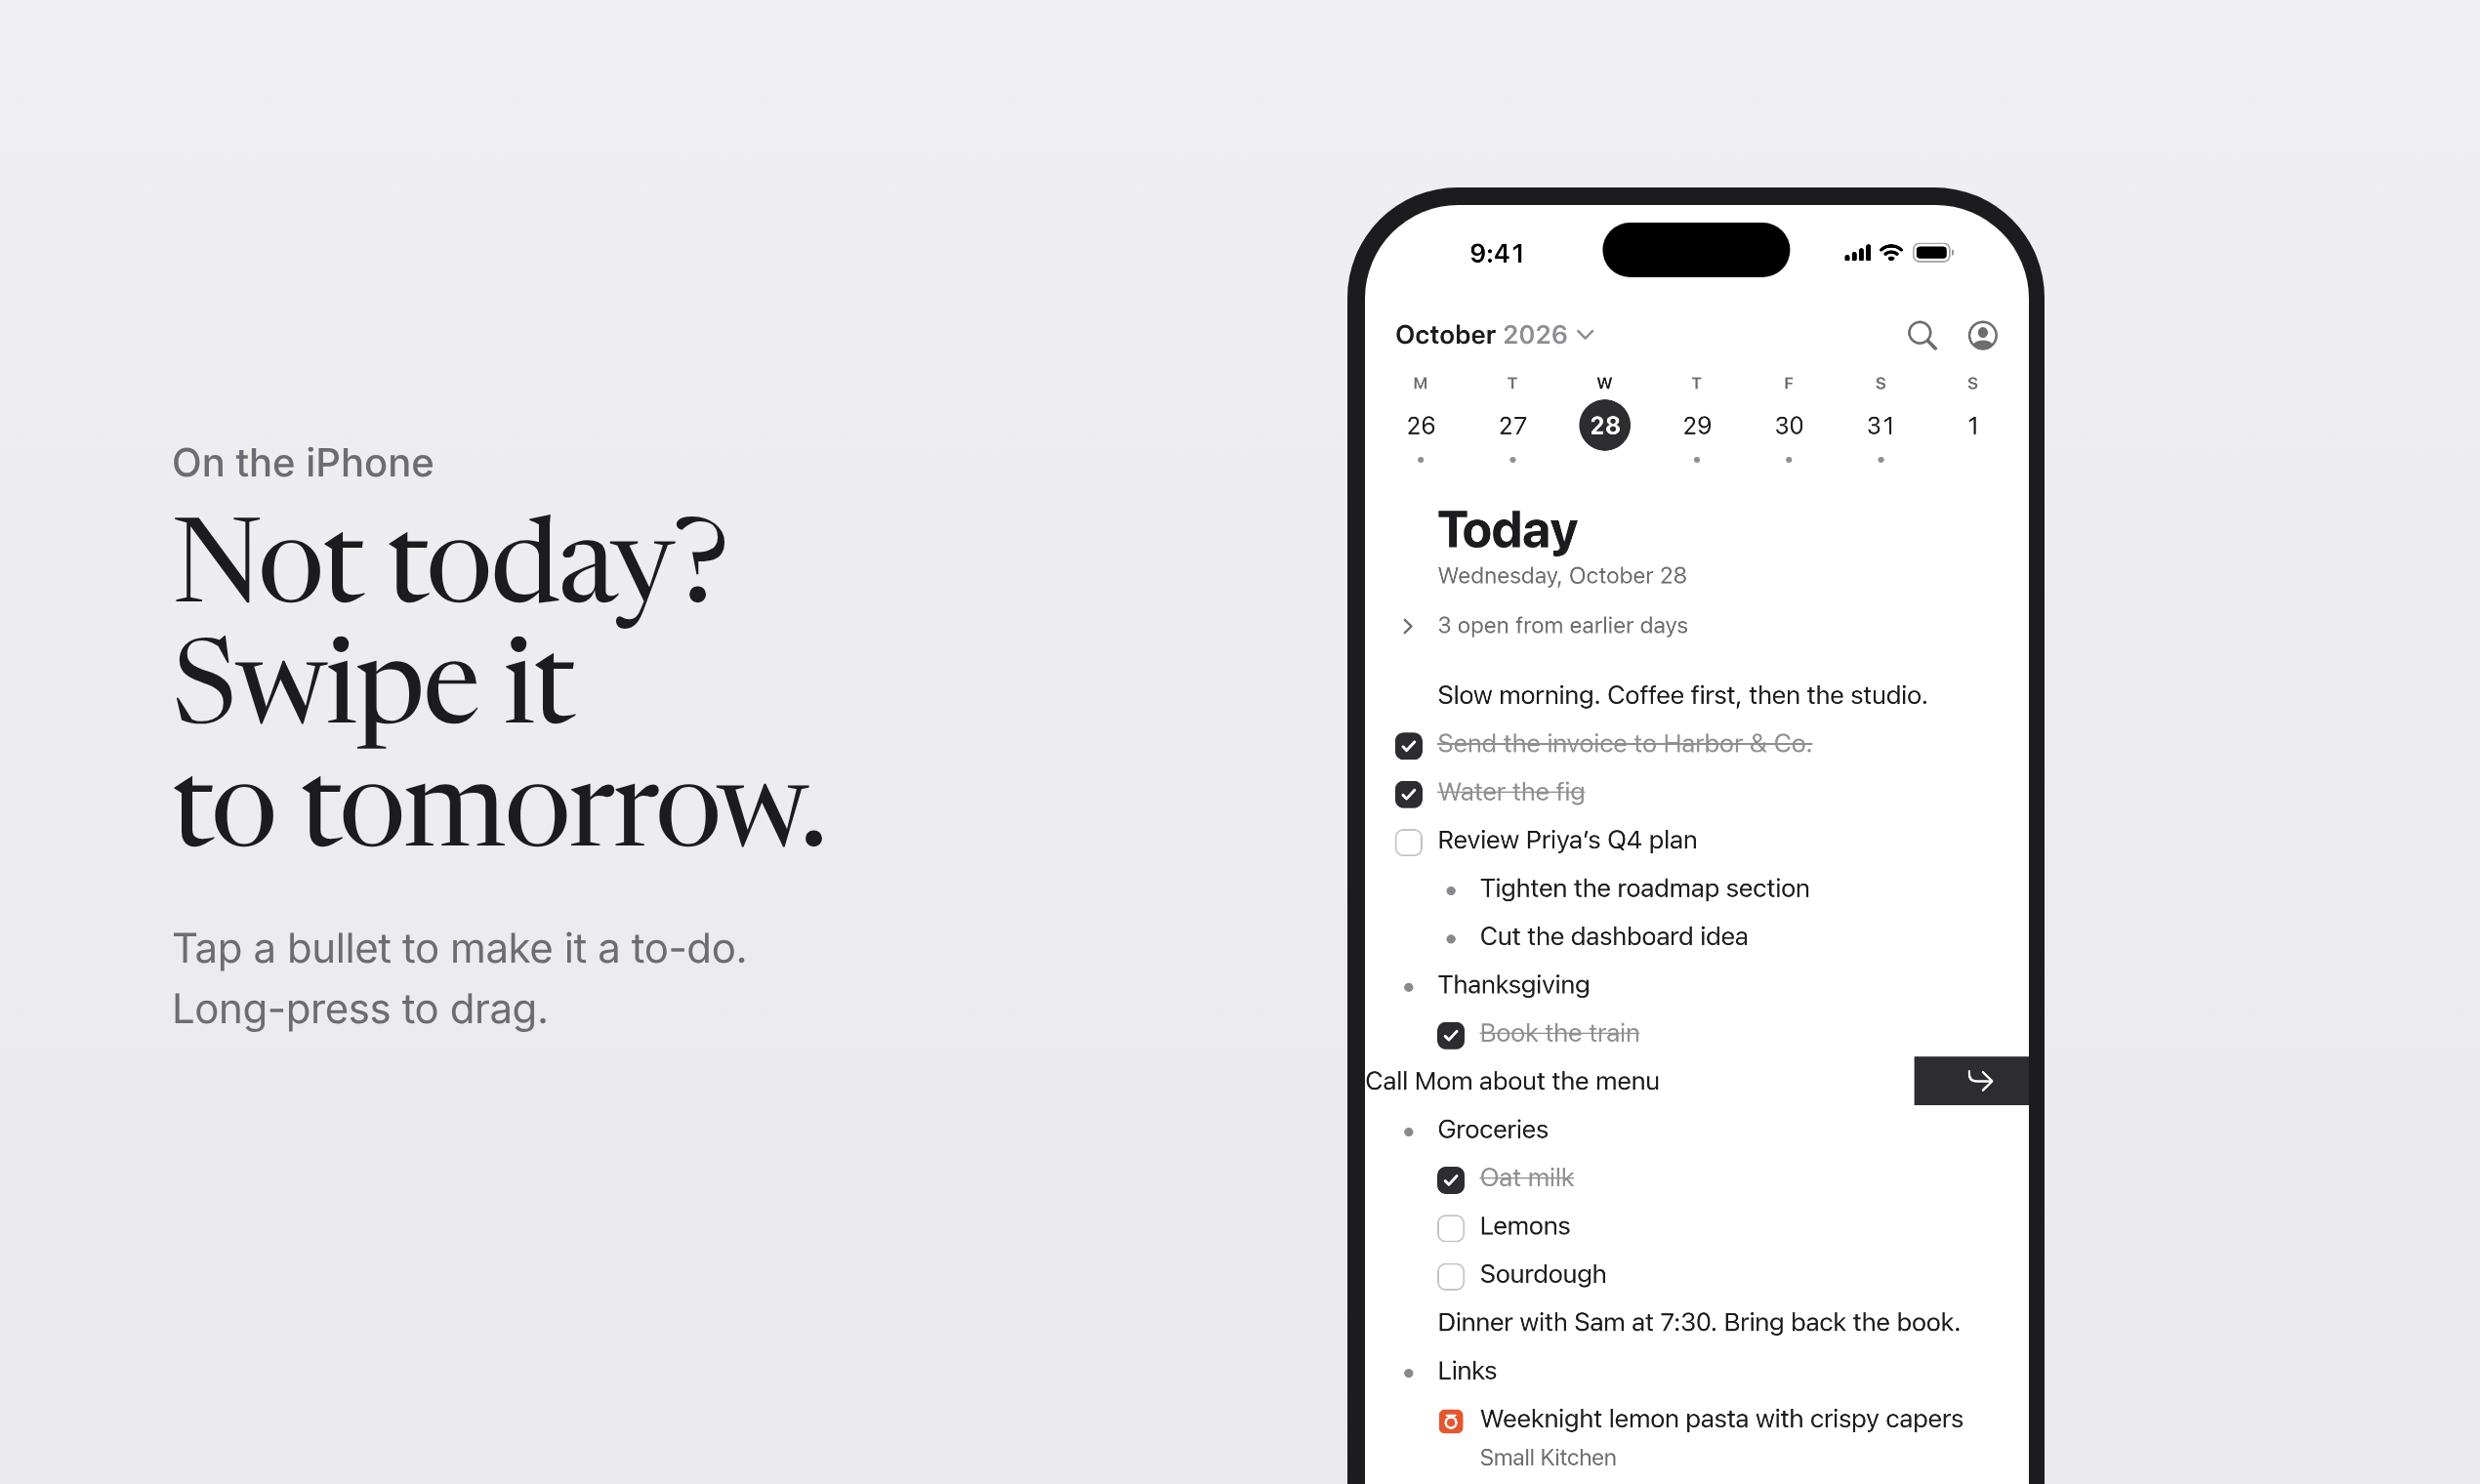 On the iPhone
Not today?
Swipe it
to tomorrow.
Tap a bullet to make it a to-do.
Long-press to drag.
9:41
October 2026
M T W T F S S
26 27 28 29 30 31 1
Today
Wednesday, October 28
3 open from earlier days
Slow morning. Coffee first, then the studio.
Send the invoice to Harbor & Co.
Water the fig
Review Priya’s Q4 plan
Tighten the roadmap section
Cut the dashboard idea
Thanksgiving
Book the train
Call Mom about the menu
Groceries
Oat milk
Lemons
Sourdough
Dinner with Sam at 7:30. Bring back the book.
Links
Weeknight lemon pasta with crispy capers
Small Kitchen